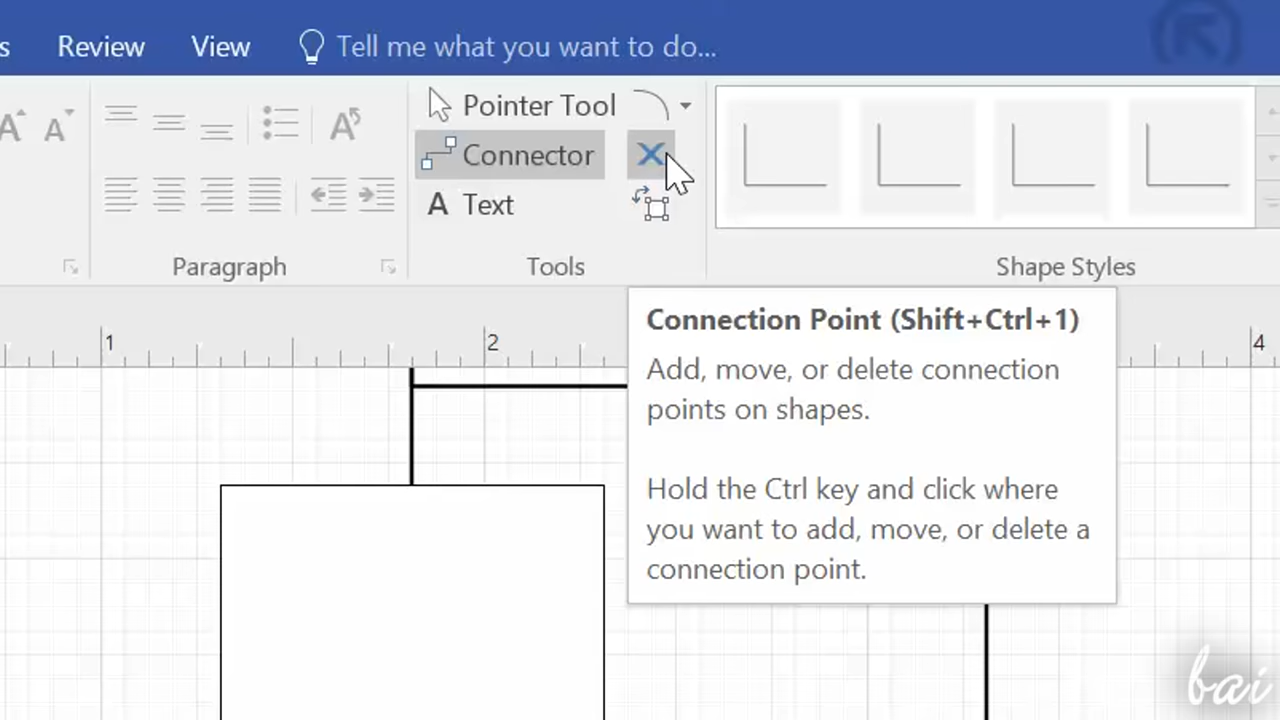 s Review View Tell me what you want to do...
Pointer Tool
Connector
A Text
Paragraph Tools Shape Styles
1 2 4
Connection Point (Shift+Ctrl+1)
Add, move, or delete connection
points on shapes.
Hold the Ctrl key and click where
you want to add, move, or delete a
connection point.
bai